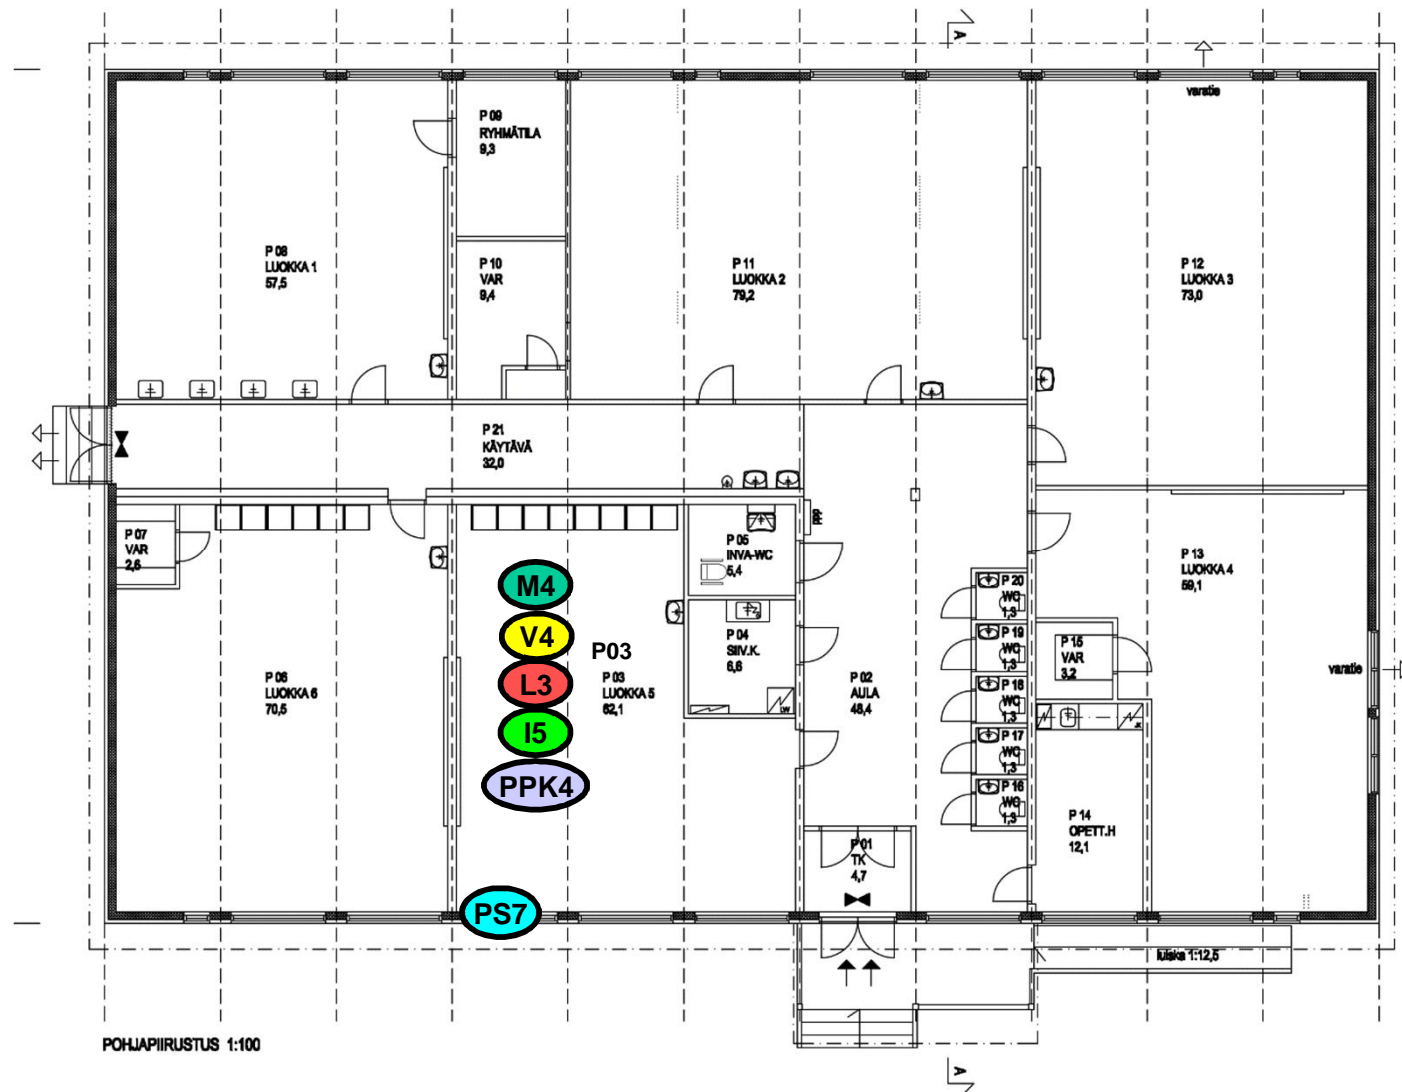 A
varatie
P 09
RYHMÄTILA
9,3
P 08
LUOKKA 1
57,5
P 10
VAR
9,4
P 11
LUOKKA 2
79,2
P 12
LUOKKA 3
73,0
P 21
KÄYTÄVÄ
32,0
P 07
VAR
2,6
P 05
INVA-WC
5,4
ppp
P 13
LUOKKA 4
59,1
M4
V4
L3
I5
PPK4
PS7
P03
P 03
LUOKKA 5
62,1
P 04
SIIV.K.
6,6
P 06
LUOKKA 6
70,5
P 02
AULA
48,4
P 20
WC
1,3
P 19
WC
1,3
P 18
WC
1,3
P 17
WC
1,3
P 16
WC
1,3
P 15
VAR
3,2
varatie
P 14
OPETT.H
12,1
P 01
TK
4,7
luiska 1:12,5
POHJAPIIRUSTUS 1:100
A